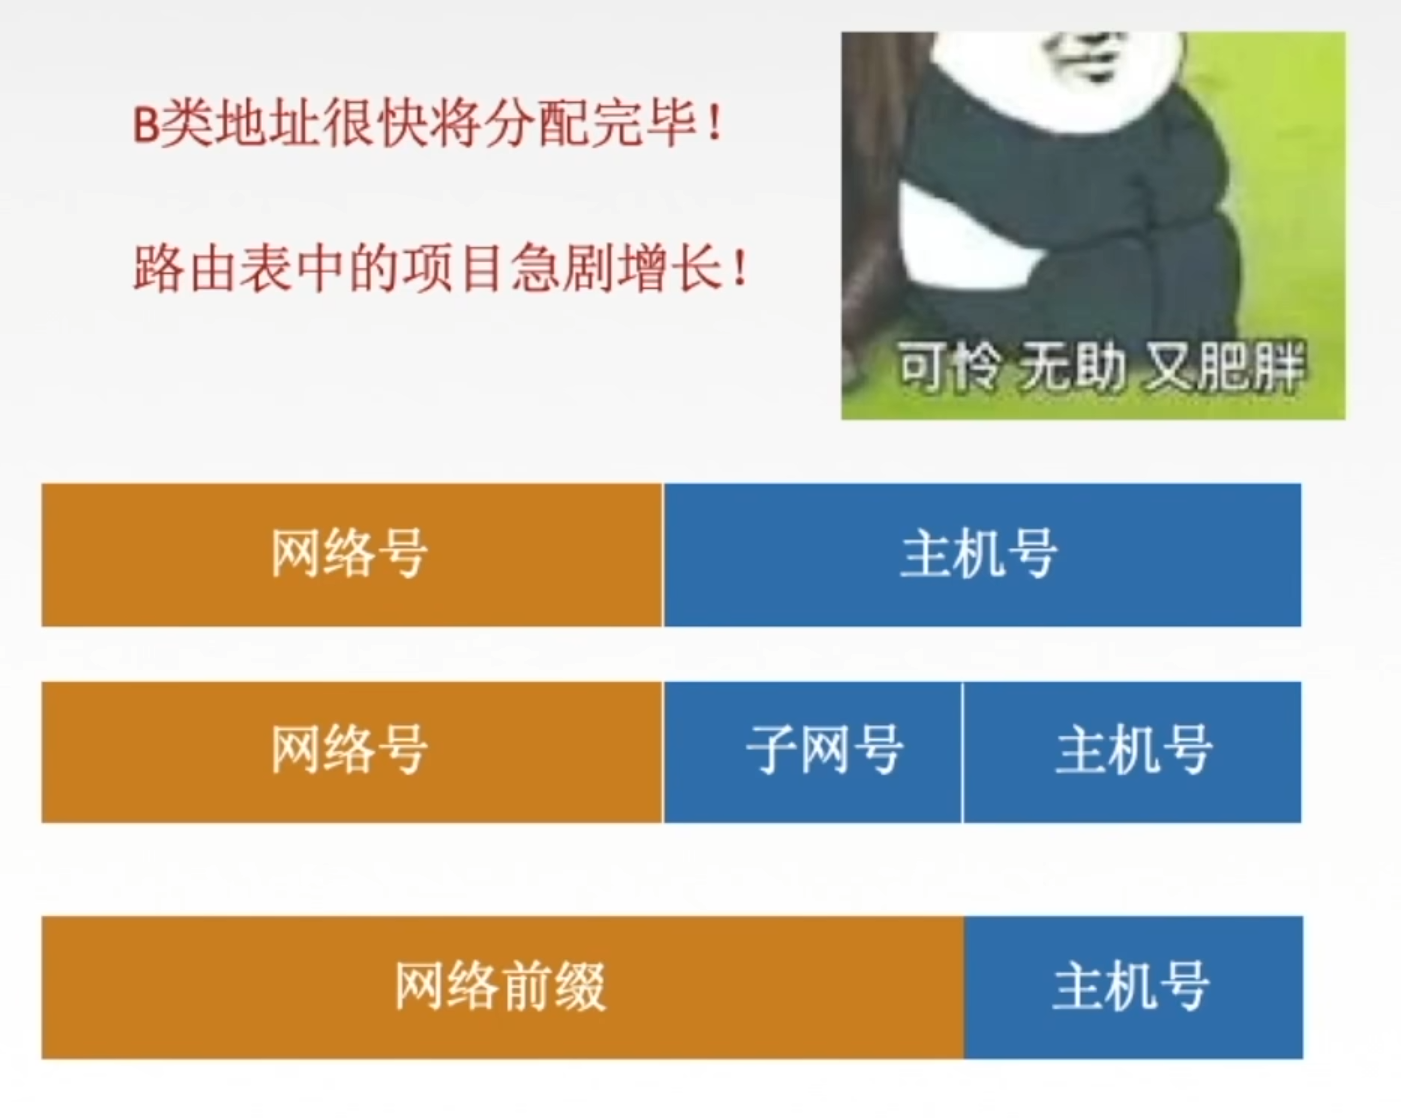 B类地址很快将分配完毕！
路由表中的项目急剧增长！
可怜 无助 又肥胖
网络号 主机号
网络号 子网号 主机号
网络前缀 主机号